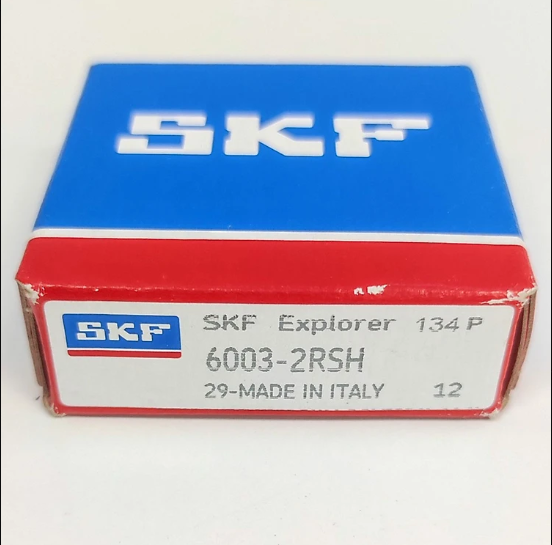 SKF
SKF
SKF Explorer 134 P
6003-2RSH
29-MADE IN ITALY 12